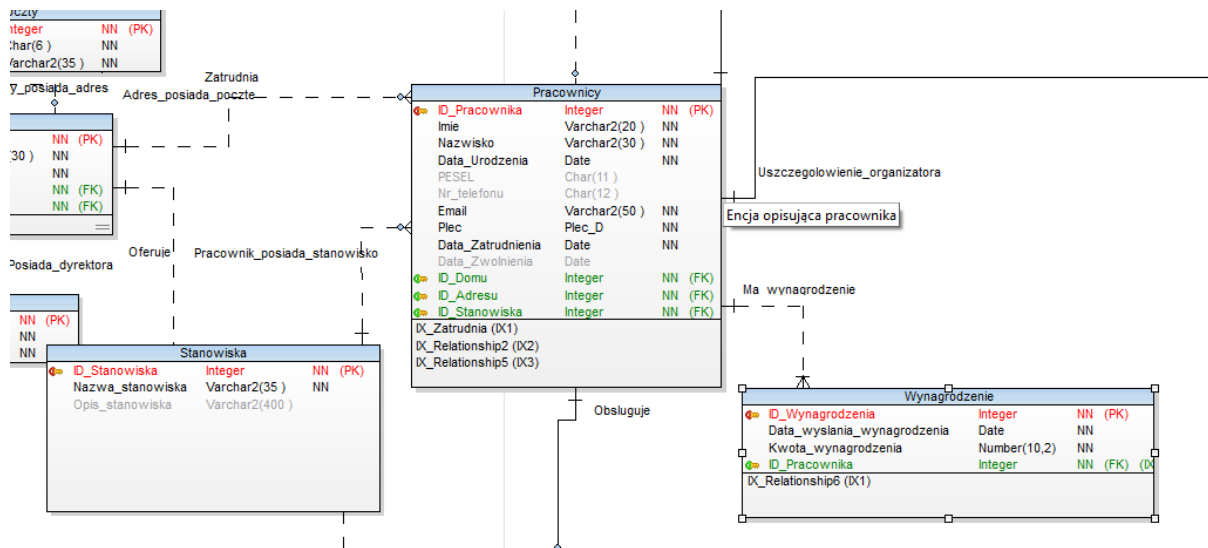 NN (PK)
Char(6 ) NN
Varchar2(35 ) NN
y_posiada_adres
Zatrudnia
Adres_posiada_poczte
NN (PK)
(30 ) NN
NN
NN (FK)
NN (FK)
Posiada_dyrektora
Oferuje
Pracownik_posiada_stanowisko
NN (PK)
NN
NN
Pracownicy
ID_Pracownika Integer NN (PK)
Imie Varchar2(20 ) NN
Nazwisko Varchar2(30 ) NN
Data_Urodzenia Date NN
PESEL Char(11 )
Nr_telefonu Char(12 )
Email Varchar2(50 ) NN
Plec Plec_D NN
Data_Zatrudnienia Date NN
Data_Zwolnienia Date
ID_Domu Integer NN (FK)
ID_Adresu Integer NN (FK)
ID_Stanowiska Integer NN (FK)
IX_Zatrudnia (IX1)
IX_Relationship2 (IX2)
IX_Relationship5 (IX3)
Uszczegolowienie_organizatora
Encja opisująca pracownika
Ma_wynagrodzenie
Stanowiska
ID_Stanowiska Integer NN (PK)
Nazwa_stanowiska Varchar2(35 ) NN
Opis_stanowiska Varchar2(400 )
Obsluguje
Wynagrodzenie
ID_Wynagrodzenia Integer NN (PK)
Data_wyslania_wynagrodzenia Date NN
Kwota_wynagrodzenia Number(10,2) NN
ID_Pracownika Integer NN (FK) (IX
IX_Relationship6 (IX1)